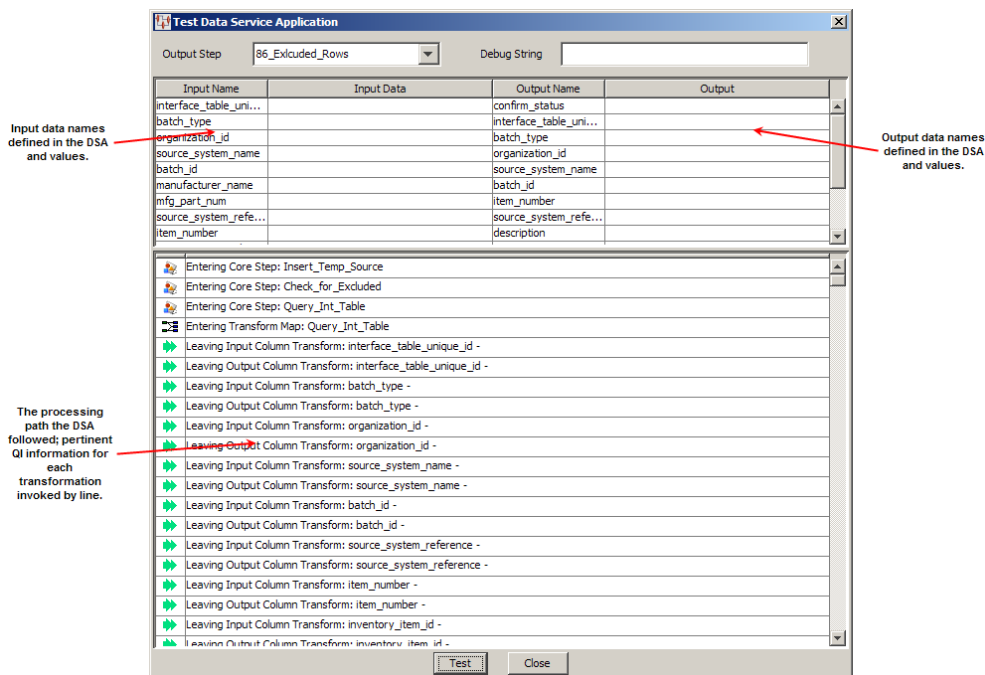 Test Data Service Application
Output Step
86_Exlcuded_Rows
Debug String
Input Name Input Data Output Name Output
interface_table_uni... confirm_status
batch_type interface_table_uni...
organization_id batch_type
source_system_name organization_id
batch_id source_system_name
manufacturer_name batch_id
mfg_part_num item_number
source_system_refe... source_system_refe...
item_number description
Input data names
defined in the DSA
and values.
Output data names
defined in the DSA
and values.
Entering Core Step: Insert_Temp_Source
Entering Core Step: Check_for_Excluded
Entering Core Step: Query_Int_Table
Entering Transform Map: Query_Int_Table
Leaving Input Column Transform: interface_table_unique_id -
Leaving Output Column Transform: interface_table_unique_id -
Leaving Input Column Transform: batch_type -
Leaving Output Column Transform: batch_type -
Leaving Input Column Transform: organization_id -
Leaving Output Column Transform: organization_id -
Leaving Input Column Transform: source_system_name -
Leaving Output Column Transform: source_system_name -
Leaving Input Column Transform: batch_id -
Leaving Output Column Transform: batch_id -
Leaving Input Column Transform: source_system_reference -
Leaving Output Column Transform: source_system_reference -
Leaving Input Column Transform: item_number -
Leaving Output Column Transform: item_number -
Leaving Input Column Transform: inventory_item_id -
Leaving Output Column Transform: inventory_item_id -
The processing
path the DSA
followed; pertinent
QI information for
each
transformation
invoked by line.
Test
Close